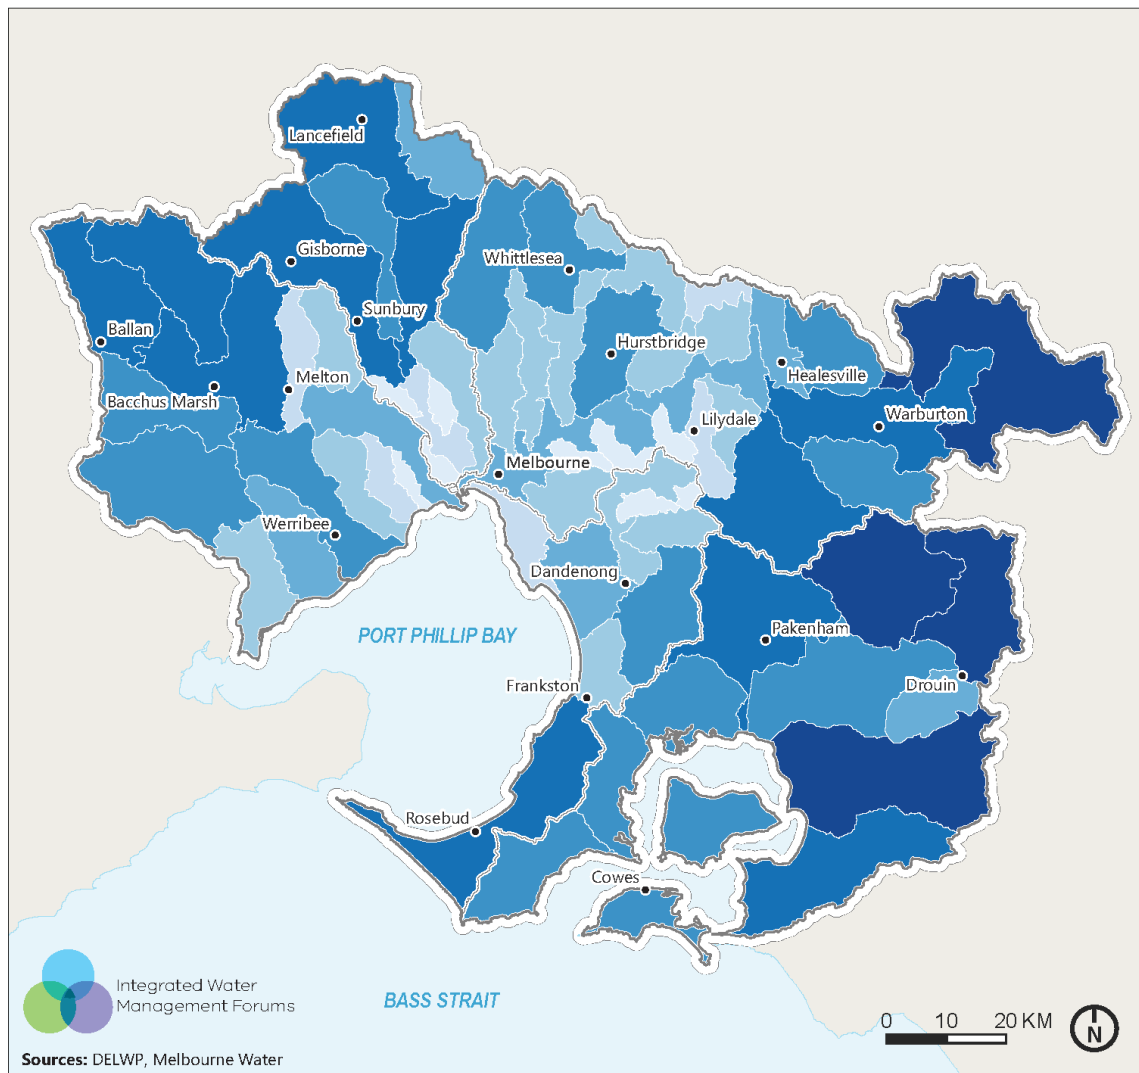 Lancefield
Gisborne
Whittlesea
Sunbury
Ballan
Hurstbridge
Healesville
Melton
Bacchus Marsh
Warburton
Lilydale
Melbourne
Werribee
Dandenong
PORT PHILLIP BAY
Pakenham
Frankston
Drouin
Rosebud
Cowes
Integrated Water
Management Forums
BASS STRAIT
0 10 20 KM
N
Sources: DELWP, Melbourne Water